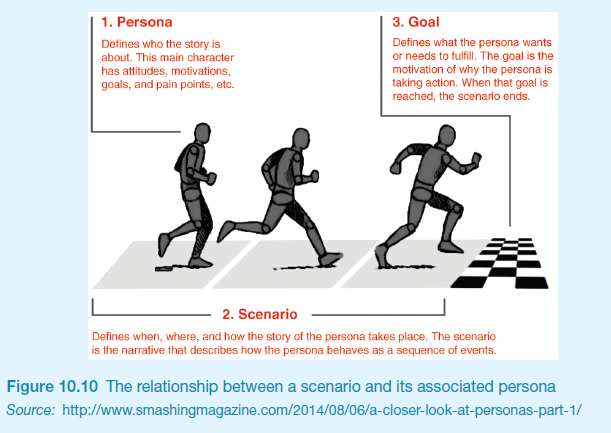 1. Persona
Defines who the story is
about. This main character
has attitudes, motivations,
goals, and pain points, etc.
3. Goal
Defines what the persona wants
or needs to fulfill. The goal is the
motivation of why the persona is
taking action. When that goal is
reached, the scenario ends.
2. Scenario
Defines when, where, and how the story of the persona takes place. The scenario
is the narrative that describes how the persona behaves as a sequence of events.
Figure 10.10 The relationship between a scenario and its associated persona
Source: http://www.smashingmagazine.com/2014/08/06/a-closer-look-at-personas-part-1/